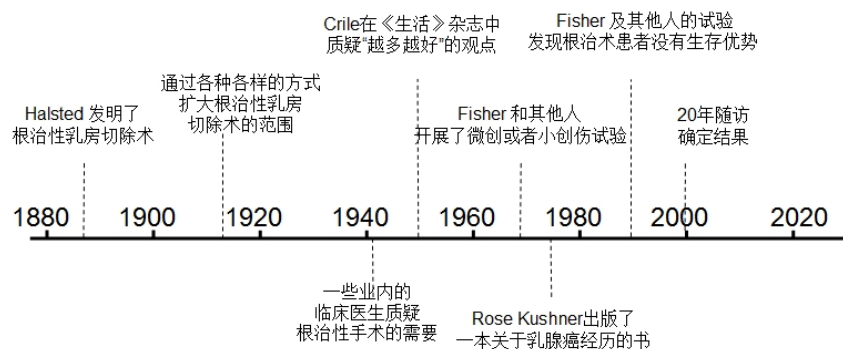 Crile在《生活》杂志中
质疑“越多越好”的观点
Fisher 及其他人的试验
发现根治术患者没有生存优势
通过各种各样的方式
扩大根治性乳房
切除术的范围
Halsted 发明了
根治性乳房切除术
Fisher 和其他人
开展了微创或者小创伤试验
20年随访
确定结果
1880 1900 1920 1940 1960 1980 2000 2020
一些业内的
临床医生质疑
根治性手术的需要
Rose Kushner出版了
一本关于乳腺癌经历的书